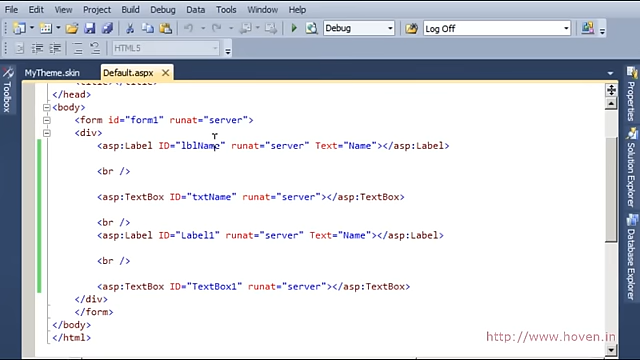 File Edit View Project Build Debug Data Tools Window Help
Debug Log Off
HTML5
MyTheme.skin Default.aspx
Toolbox
Properties
Solution Explorer
Database Explorer
</head>
<body>
<form id="form1" runat="server">
<div>
<asp:Label ID="lblName" runat="server" Text="Name"></asp:Label>
<br />
<asp:TextBox ID="txtName" runat="server"></asp:TextBox>
<br />
<asp:Label ID="Label1" runat="server" Text="Name"></asp:Label>
<br />
<asp:TextBox ID="TextBox1" runat="server"></asp:TextBox>
</div>
</form>
</body>
</html>
http://www.hoven.in